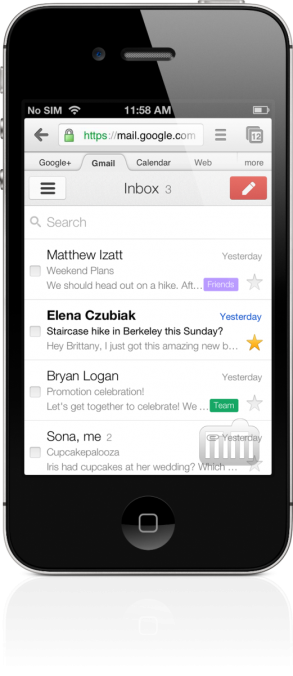 No SIM 11:58 AM
https://mail.google.com 12
Google+ Gmail Calendar Web more
Inbox 3
Search
Matthew Izatt Yesterday
Weekend Plans
We should head out on a hike. Aft... Friends
Elena Czubiak Yesterday
Staircase hike in Berkeley this Sunday?
Hey Brittany, I just got this amazing new b...
Bryan Logan Yesterday
Promotion celebration!
Let's get together to celebrate! We ... Team
Sona, me 2 Yesterday
Cupcakepalooza
Iris had cupcakes at her wedding? Which ...